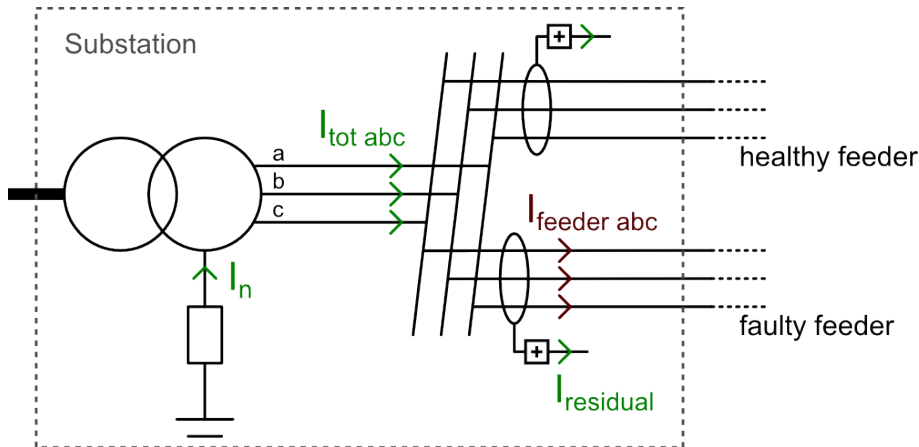 Substation
+
I tot abc
a
b
c
healthy feeder
I feeder abc
I n
faulty feeder
+
I residual